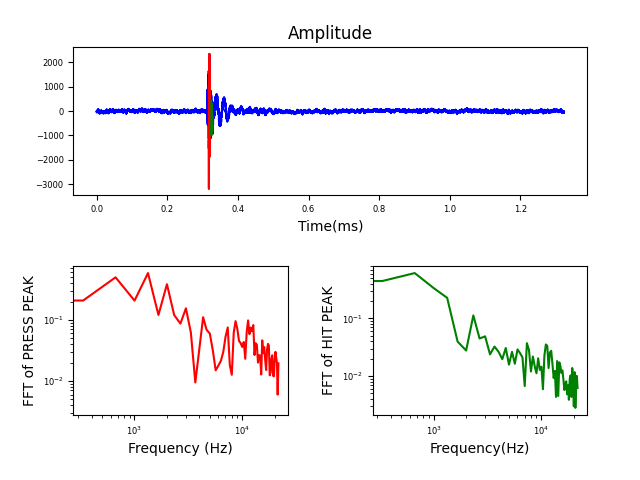 Amplitude
2000
1000
0
−1000
−2000
−3000
0.0 0.2 0.4 0.6 0.8 1.0 1.2
Time(ms)
FFT of PRESS PEAK
10⁻¹
10⁻²
10³ 10⁴
Frequency (Hz)
FFT of HIT PEAK
10⁻¹
10⁻²
10³ 10⁴
Frequency(Hz)